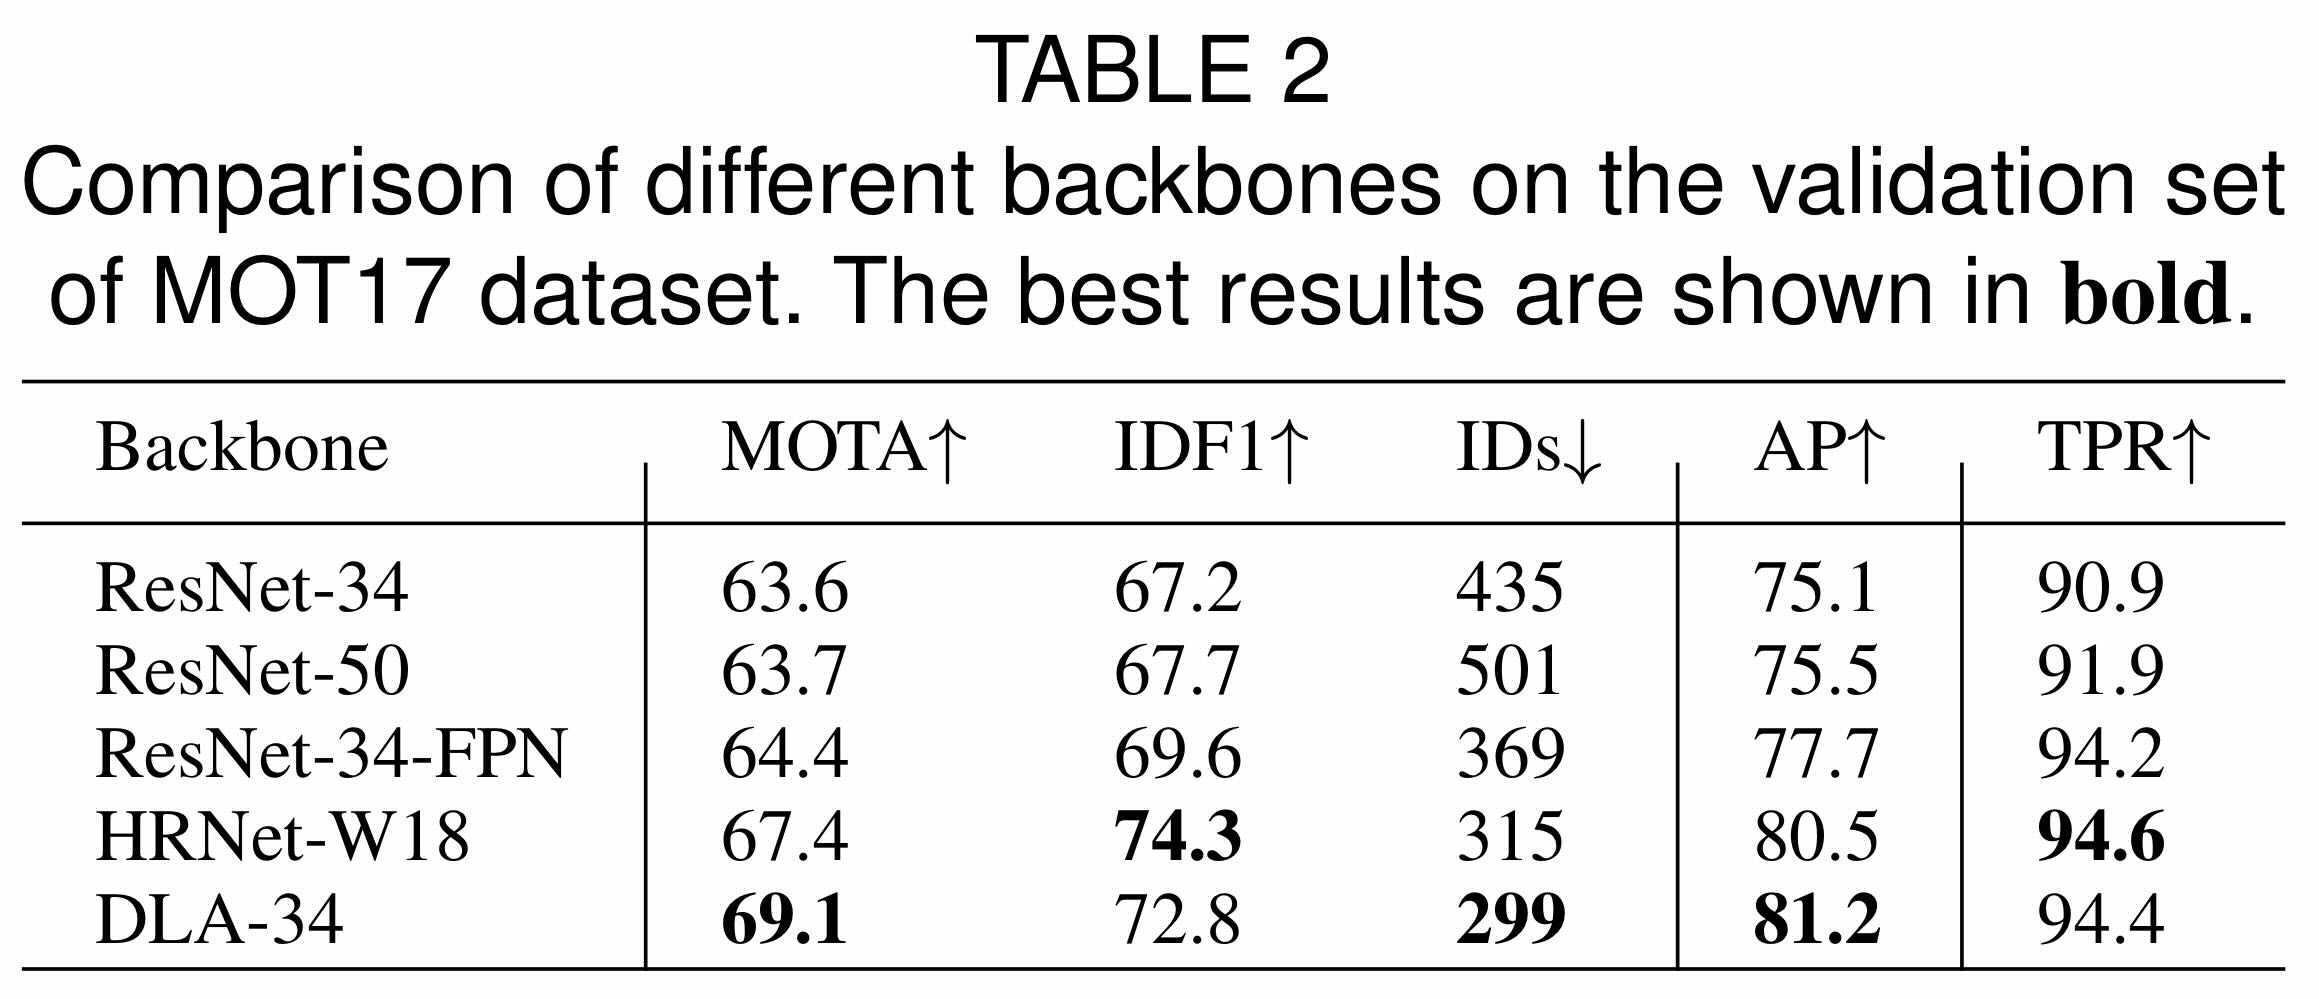 TABLE 2
Comparison of different backbones on the validation set
of MOT17 dataset. The best results are shown in bold.
Backbone MOTA↑ IDF1↑ IDs↓ AP↑ TPR↑
ResNet-34 63.6 67.2 435 75.1 90.9
ResNet-50 63.7 67.7 501 75.5 91.9
ResNet-34-FPN 64.4 69.6 369 77.7 94.2
HRNet-W18 67.4 74.3 315 80.5 94.6
DLA-34 69.1 72.8 299 81.2 94.4